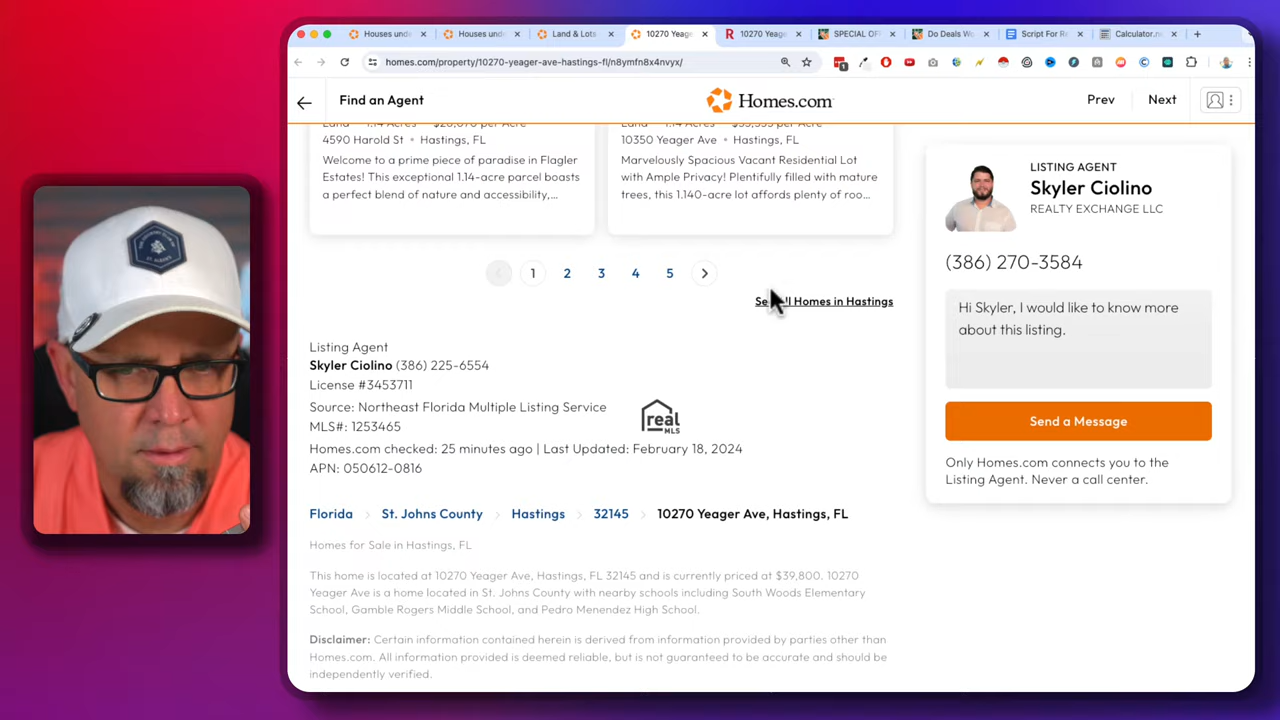 Houses und
Houses und
Land & Lots
10270 Yeag
10270 Yeag
SPECIAL OF
Do Deals W
Script For R
Calculator.n
homes.com/property/10270-yeager-ave-hastings-fl/n8ymfn8x4nvyx/
Find an Agent
Homes.com
Prev
Next
4590 Harold St • Hastings, FL
Welcome to a prime piece of paradise in Flagler
Estates! This exceptional 1.14-acre parcel boasts
a perfect blend of nature and accessibility,...
10350 Yeager Ave • Hastings, FL
Marvelously Spacious Vacant Residential Lot
with Ample Privacy! Plentifully filled with mature
trees, this 1.140-acre lot affords plenty of roo...
1
2
3
4
5
Homes in Hastings
Listing Agent
Skyler Ciolino (386) 225-6554
License #3453711
Source: Northeast Florida Multiple Listing Service
MLS#: 1253465
real
MLS
Homes.com checked: 25 minutes ago | Last Updated: February 18, 2024
APN: 050612-0816
Florida > St. Johns County > Hastings > 32145 > 10270 Yeager Ave, Hastings, FL
Homes for Sale in Hastings, FL
This home is located at 10270 Yeager Ave, Hastings, FL 32145 and is currently priced at $39,800. 10270
Yeager Ave is a home located in St. Johns County with nearby schools including South Woods Elementary
School, Gamble Rogers Middle School, and Pedro Menendez High School.
Disclaimer: Certain information contained herein is derived from information provided by parties other than
Homes.com. All information provided is deemed reliable, but is not guaranteed to be accurate and should be
independently verified.
LISTING AGENT
Skyler Ciolino
REALTY EXCHANGE LLC
(386) 270-3584
Hi Skyler, I would like to know more
about this listing.
Send a Message
Only Homes.com connects you to the
Listing Agent. Never a call center.